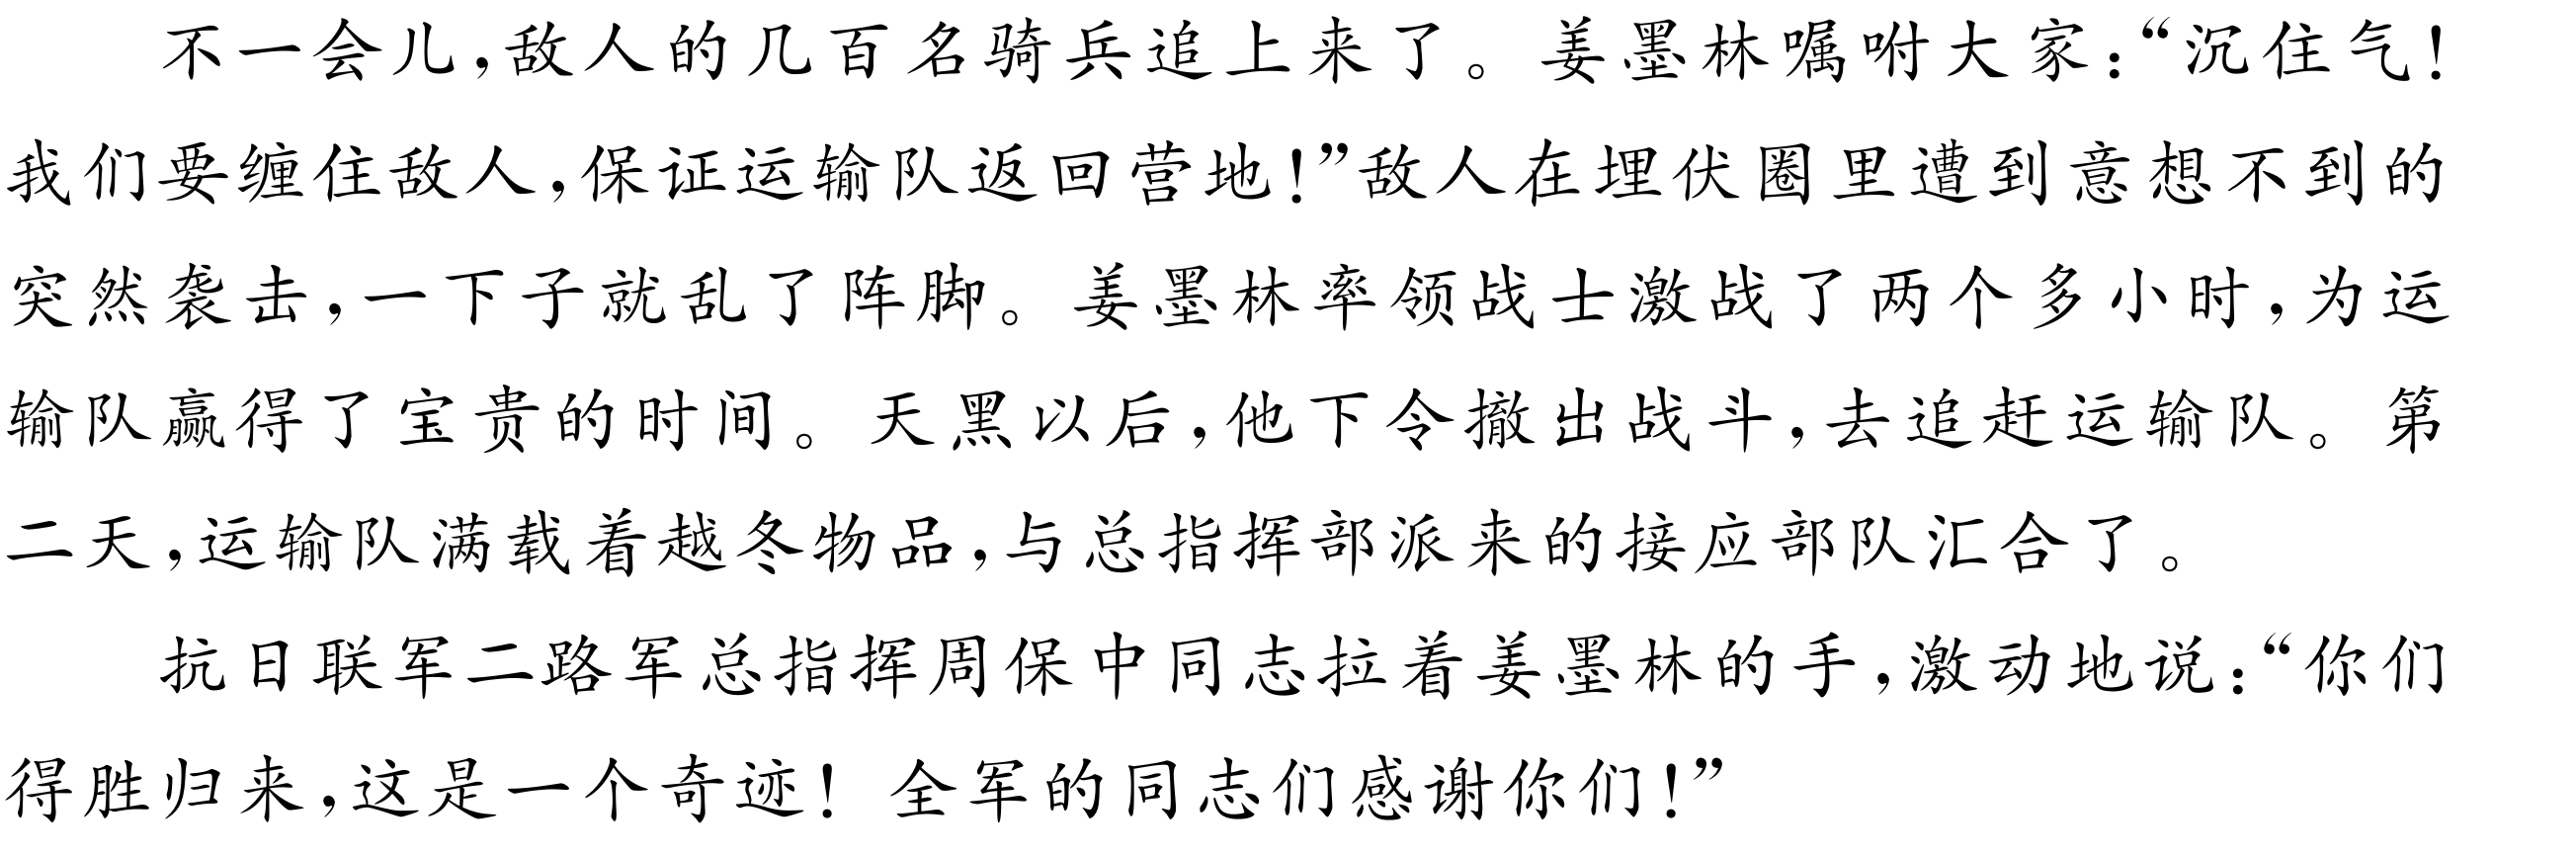 不一会儿,敌人的几百名骑兵追上来了。姜墨林嘱咐大家:“沉住气!
我们要缠住敌人,保证运输队返回营地!”敌人在埋伏圈里遭到意想不到的
突然袭击,一下子就乱了阵脚。姜墨林率领战士激战了两个多小时,为运
输队赢得了宝贵的时间。天黑以后,他下令撤出战斗,去追赶运输队。第
二天,运输队满载着越冬物品,与总指挥部派来的接应部队汇合了。
抗日联军二路军总指挥周保中同志拉着姜墨林的手,激动地说:“你们
得胜归来,这是一个奇迹!全军的同志们感谢你们!”